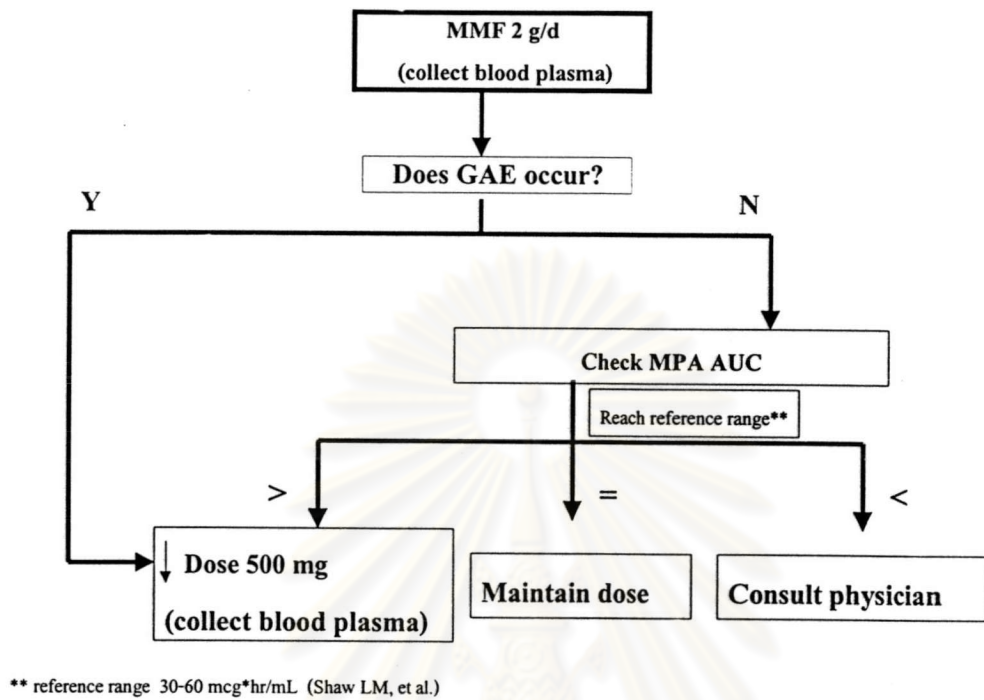 MMF 2 g/d
(collect blood plasma)
Does GAE occur?
Y
N
Check MPA AUC
Reach reference range**
>
=
<
↓ Dose 500 mg
(collect blood plasma)
Maintain dose
Consult physician
** reference range 30-60 mcg*hr/mL (Shaw LM, et al.)